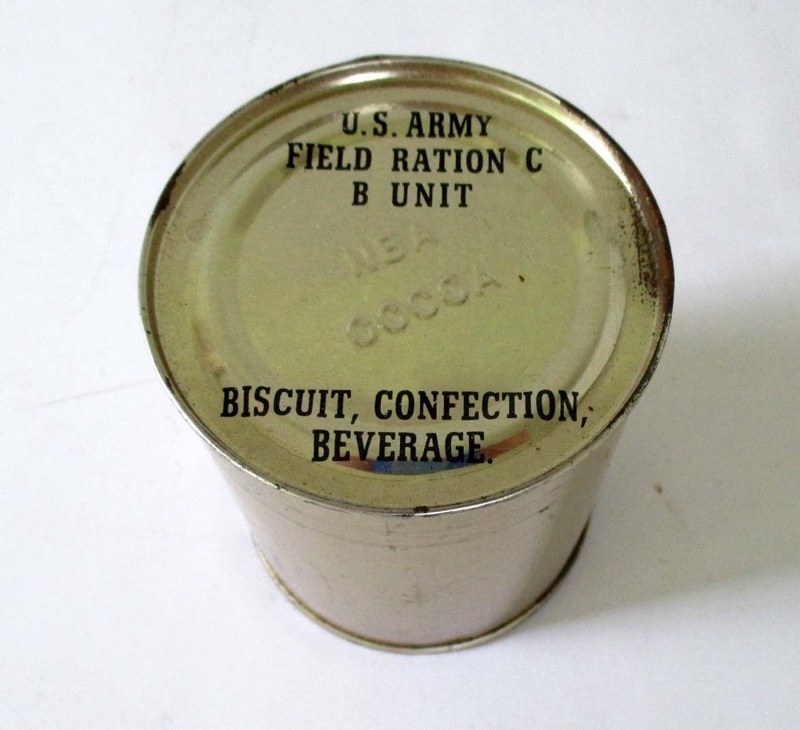 U.S. ARMY
FIELD RATION C
B UNIT
NBA
COCOA
BISCUIT, CONFECTION,
BEVERAGE.